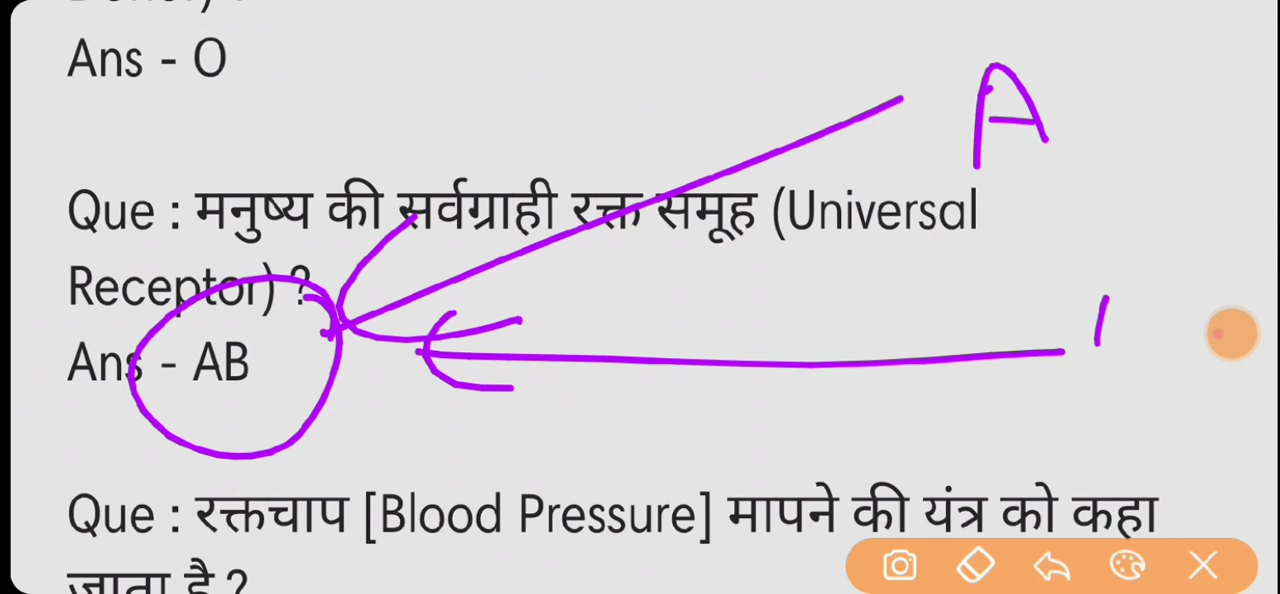 Ans - O
A
Que : मनुष्य की सर्वग्राही रक्त समूह (Universal
Receptor) ?
Ans - AB
Que : रक्तचाप [Blood Pressure] मापने की यंत्र को कहा
जाता है ?